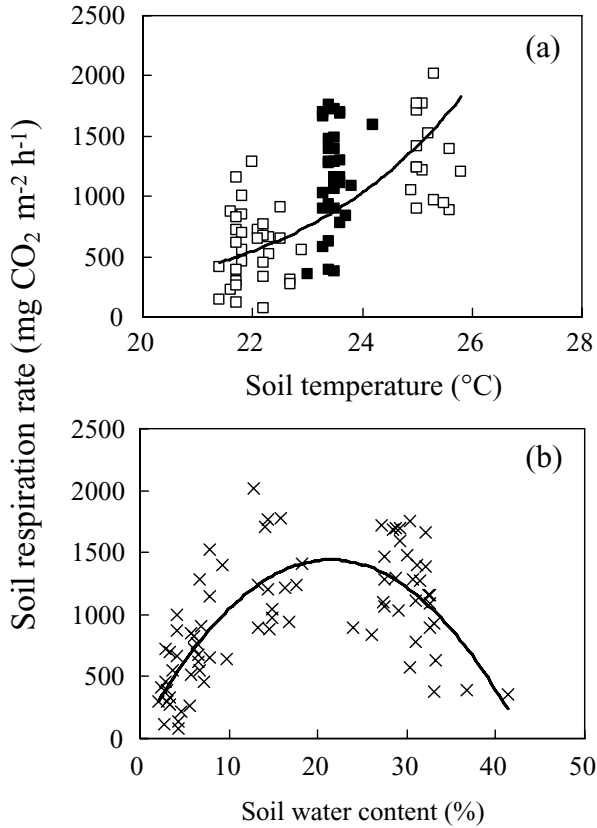 Soil respiration rate (mg CO₂ m⁻² h⁻¹)
(a)
2500
2000
1500
1000
500
0
20 22 24 26 28
Soil temperature (°C)
(b)
2500
2000
1500
1000
500
0
0 10 20 30 40 50
Soil water content (%)